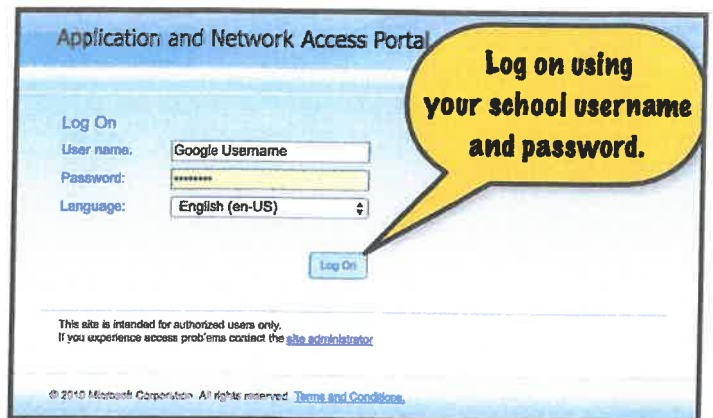 Application and Network Access Portal
Log on using
your school username
and password.
Log On
User name:
Google Username
Password:
********
Language:
English (en-US)
Log On
This site is intended for authorized users only.
If you experience access problems contact the site administrator
© 2010 Microsoft Corporation. All rights reserved. Terms and Conditions.